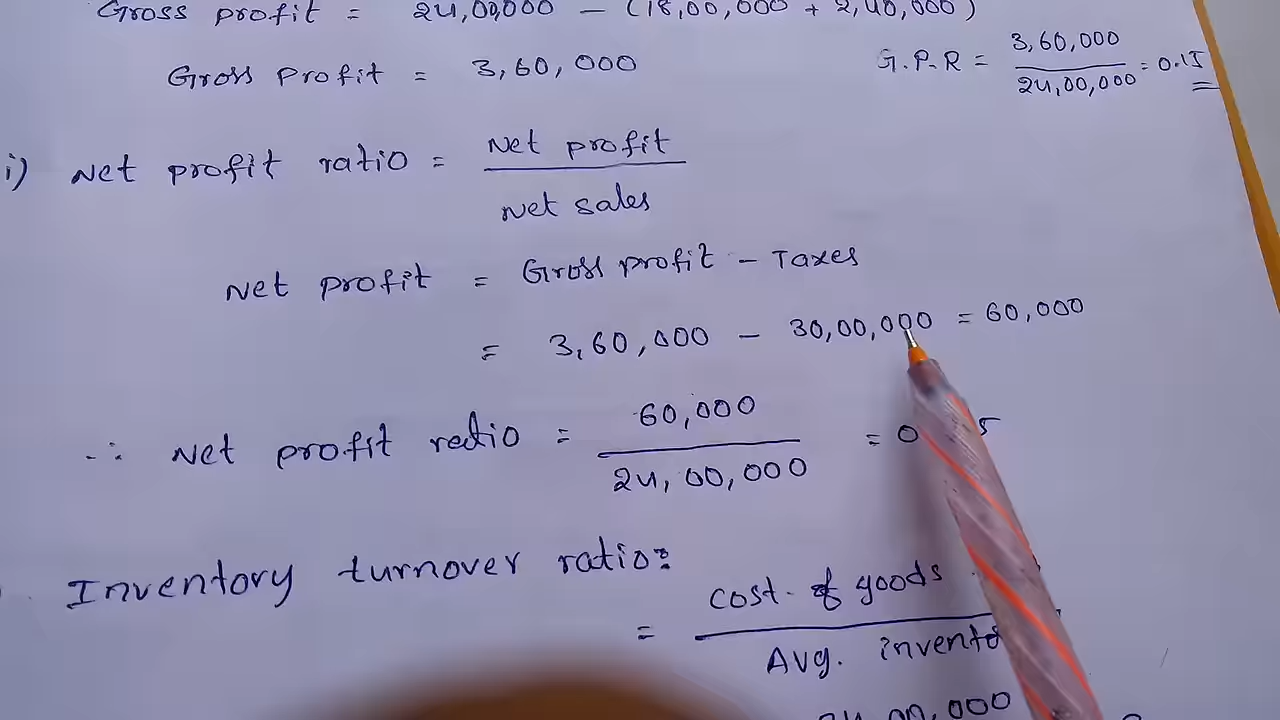 Gross profit = 24,00,000 - (18,00,000 + 2,40,000)
Gross Profit = 3,60,000
G.P.R = 3,60,000 / 24,00,000 = 0.15
i) Net profit ratio = Net profit / Net sales
Net profit = Gross profit - Taxes
= 3,60,000 - 30,00,000 = 60,000
∴ Net profit ratio = 60,000 / 24,00,000 = 0
Inventory turnover ratio:
= Cost of goods / Avg.
00,000